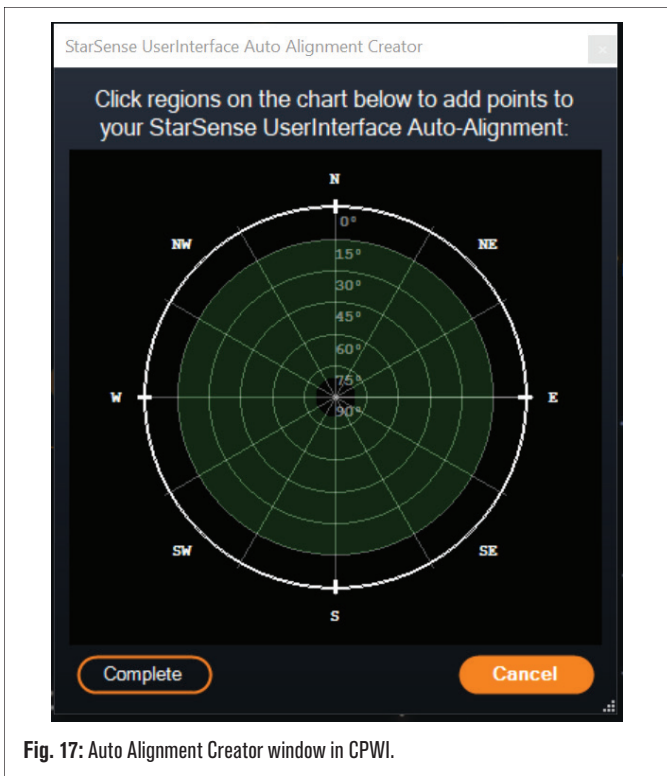 StarSense UserInterface Auto Alignment Creator
Click regions on the chart below to add points to
your StarSense UserInterface Auto-Alignment:
N
0°
NW
NE
15°
30°
45°
60°
75°
W
E
90°
SW
SE
S
Complete
Cancel
Fig. 17: Auto Alignment Creator window in CPWI.